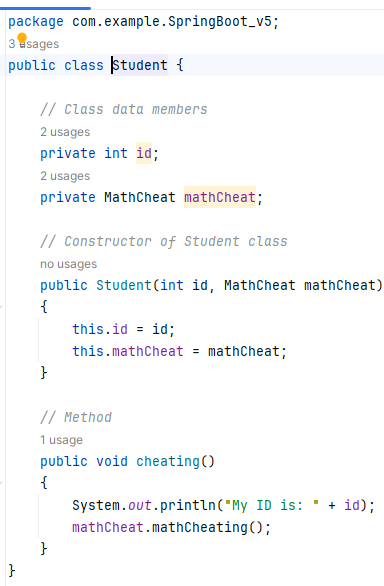 package com.example.SpringBoot_v5;
3 usages
public class Student {
// Class data members
2 usages
private int id;
2 usages
private MathCheat mathCheat;
// Constructor of Student class
no usages
public Student(int id, MathCheat mathCheat)
{
this.id = id;
this.mathCheat = mathCheat;
}
// Method
1 usage
public void cheating()
{
System.out.println("My ID is: " + id);
mathCheat.mathCheating();
}
}